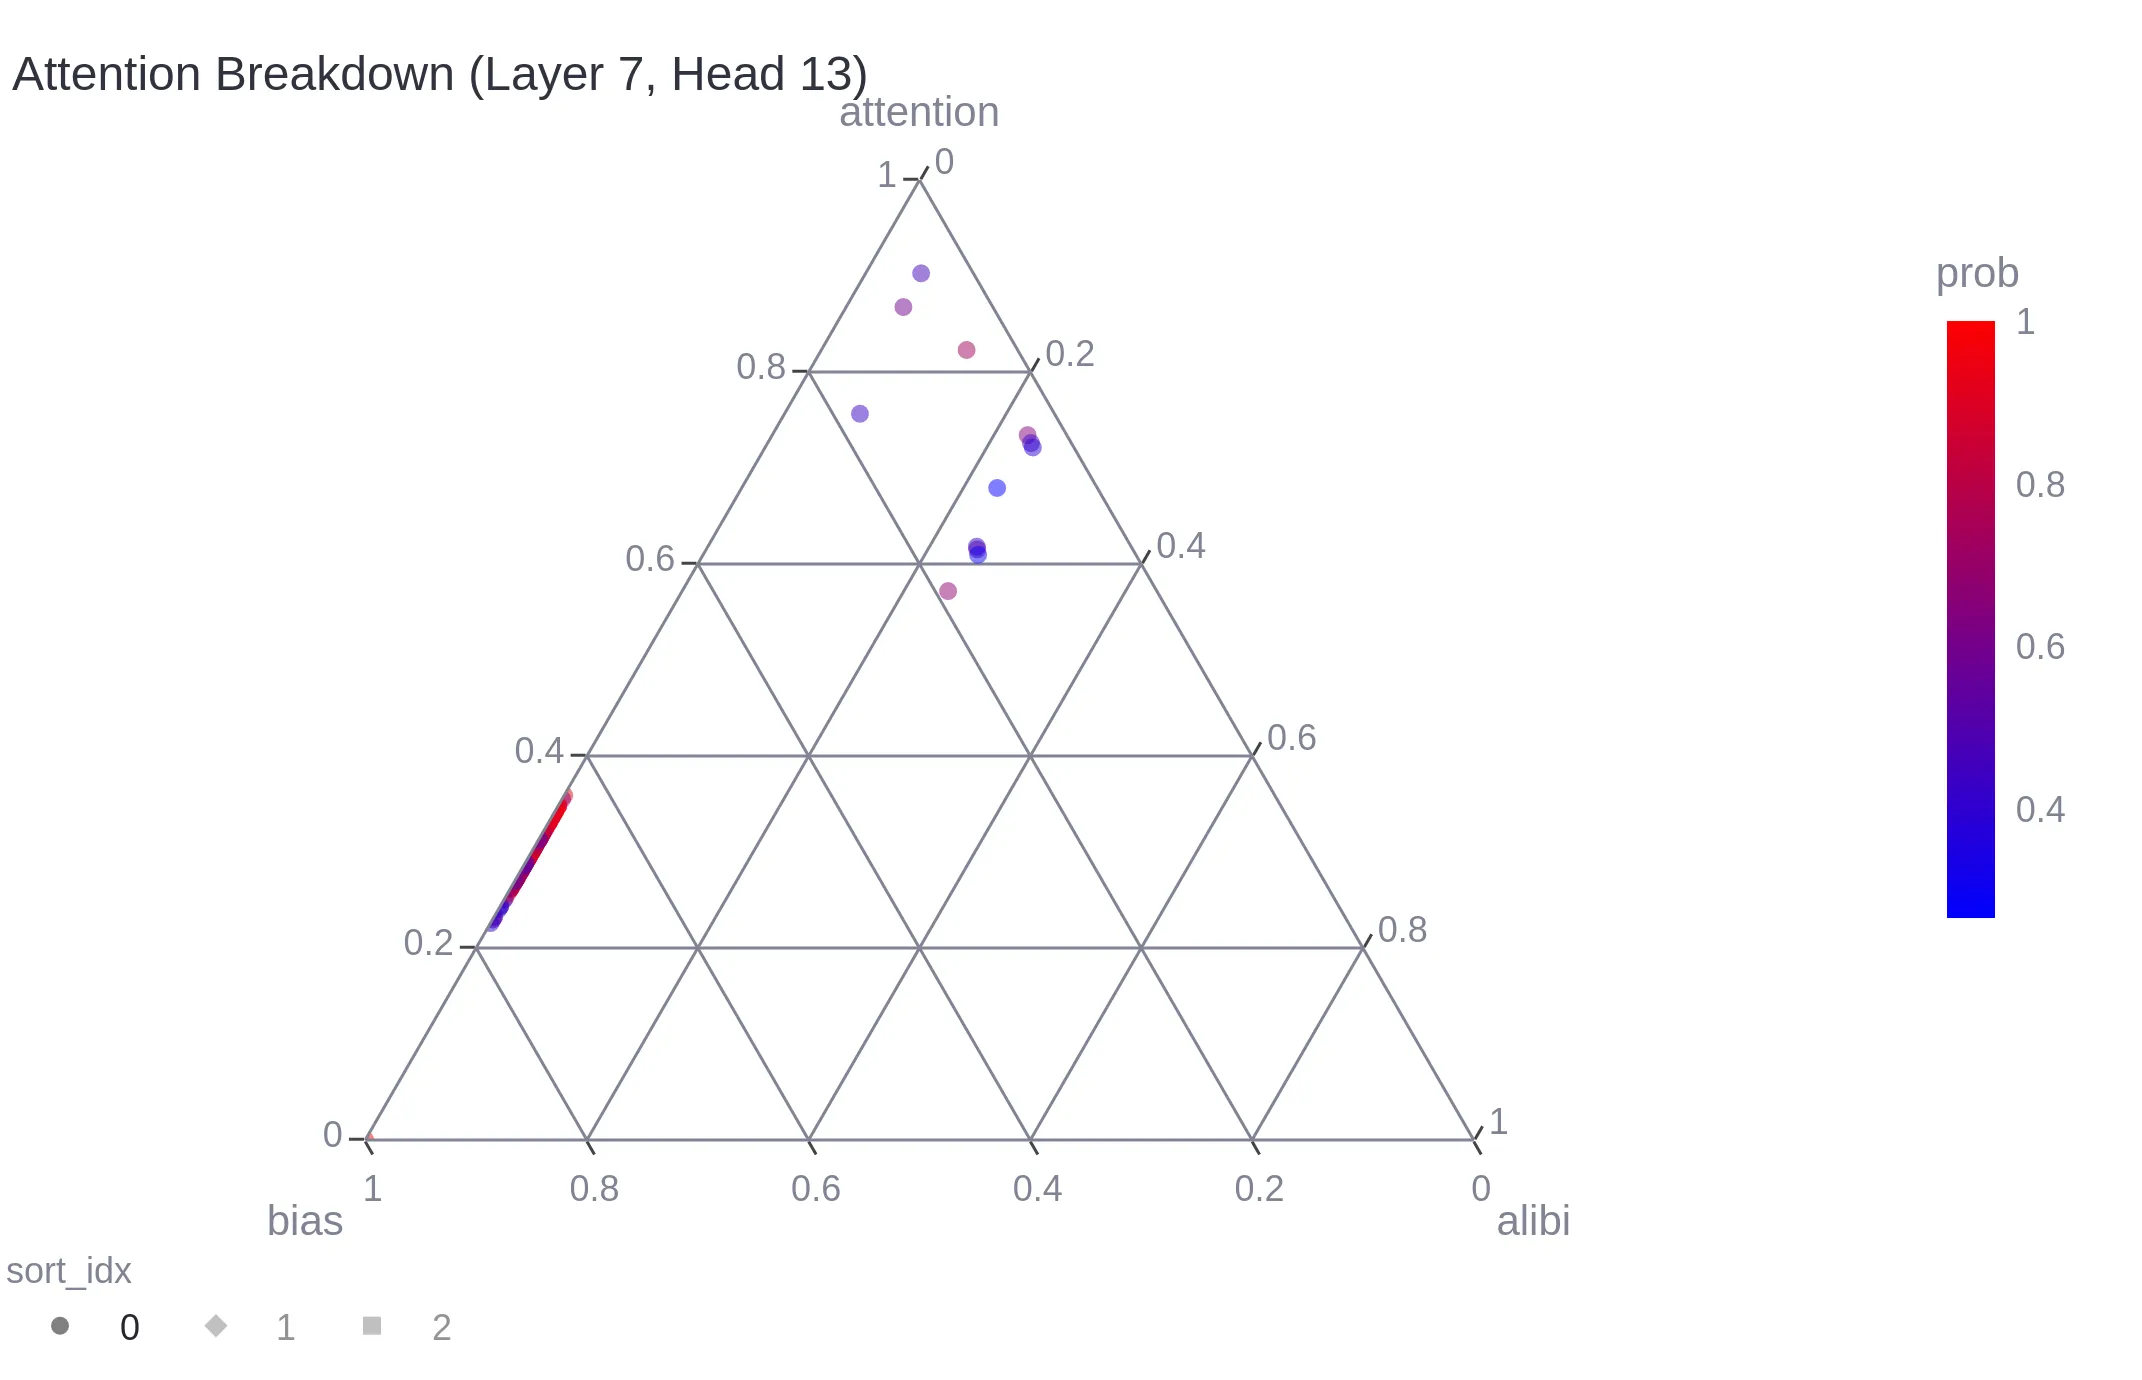 Attention Breakdown (Layer 7, Head 13)
attention
1 0
0.8 0.2
0.6 0.4
0.4 0.6
0.2 0.8
0 1
1 0.8 0.6 0.4 0.2 0
bias alibi
prob
1
0.8
0.6
0.4
sort_idx
0 1 2